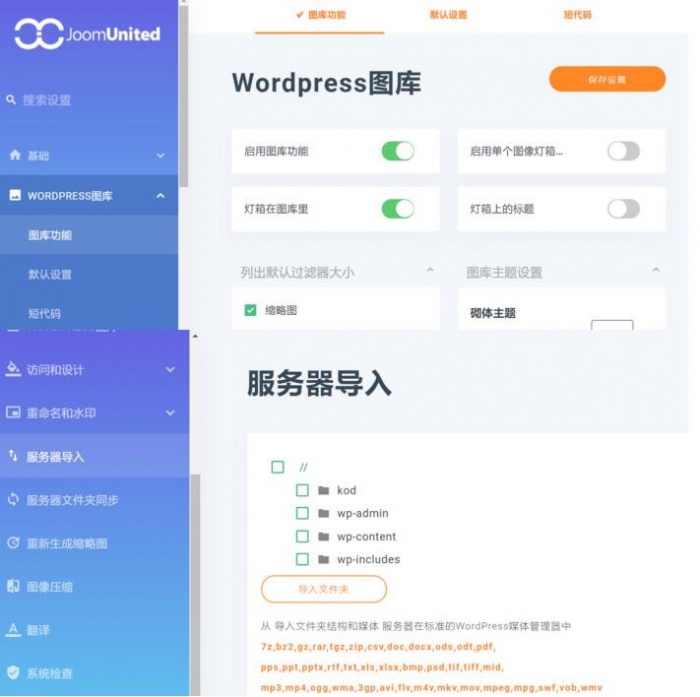 JoomUnited
搜索设置
基础
WORDPRESS图库
图库功能
默认设置
短代码
图库功能
默认设置
短代码
Wordpress图库
保存设置
启用图库功能
启用单个图像灯箱...
灯箱在图库里
灯箱上的标题
列出默认过滤器大小
图库主题设置
缩略图
砌体主题
访问和设计
重命名和水印
服务器导入
服务器文件夹同步
重新生成缩略图
图像压缩
翻译
系统检查
服务器导入
//
kod
wp-admin
wp-content
wp-includes
导入文件夹
从 导入文件夹结构和媒体 服务器在标准的WordPress媒体管理器中
7z,bz2,gz,rar,tgz,zip,csv,doc,docx,ods,odt,pdf,
pps,ppt,pptx,rtf,txt,xls,xlsx,bmp,psd,tif,tiff,mid,
mp3,mp4,ogg,wma,3gp,avi,flv,m4v,mkv,mov,mpeg,mpg,swf,vob,wmv